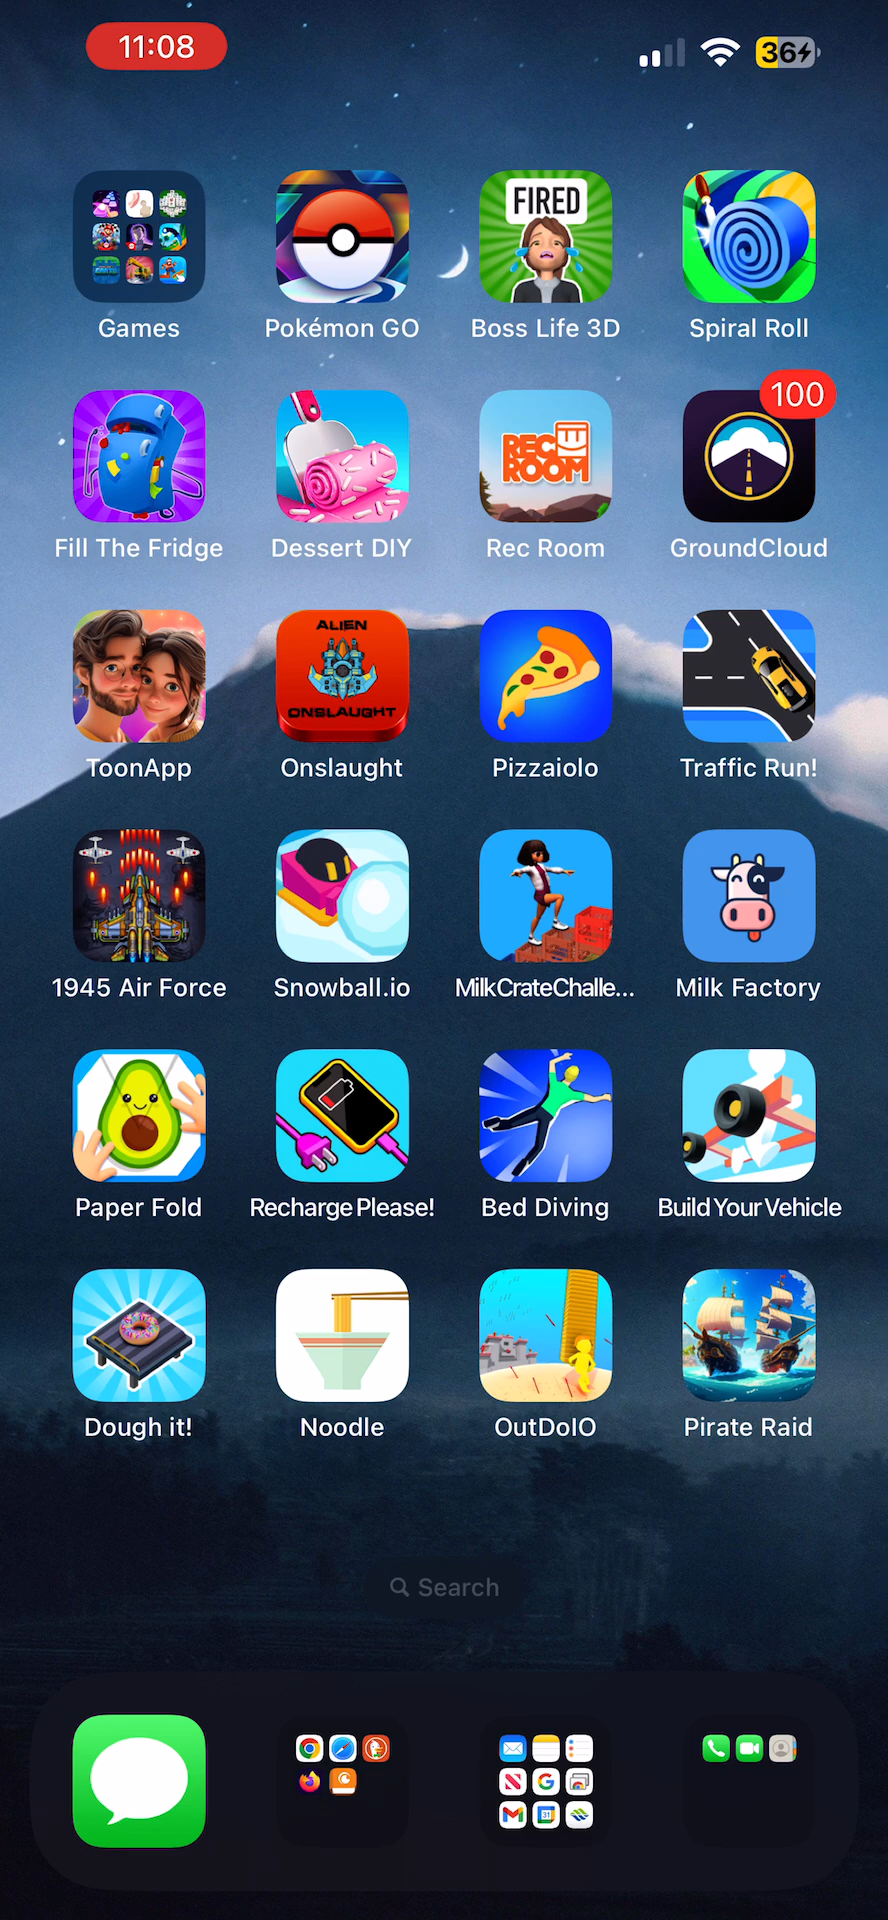 11:08
36
FIRED
Games
Pokémon GO
Boss Life 3D
Spiral Roll
REC
ROOM
100
Fill The Fridge
Dessert DIY
Rec Room
GroundCloud
ALIEN
ONSLAUGHT
ToonApp
Onslaught
Pizzaiolo
Traffic Run!
1945 Air Force
Snowball.io
MilkCrateChalle...
Milk Factory
Paper Fold
Recharge Please!
Bed Diving
Build Your Vehicle
Dough it!
Noodle
OutDoIO
Pirate Raid
Search
31